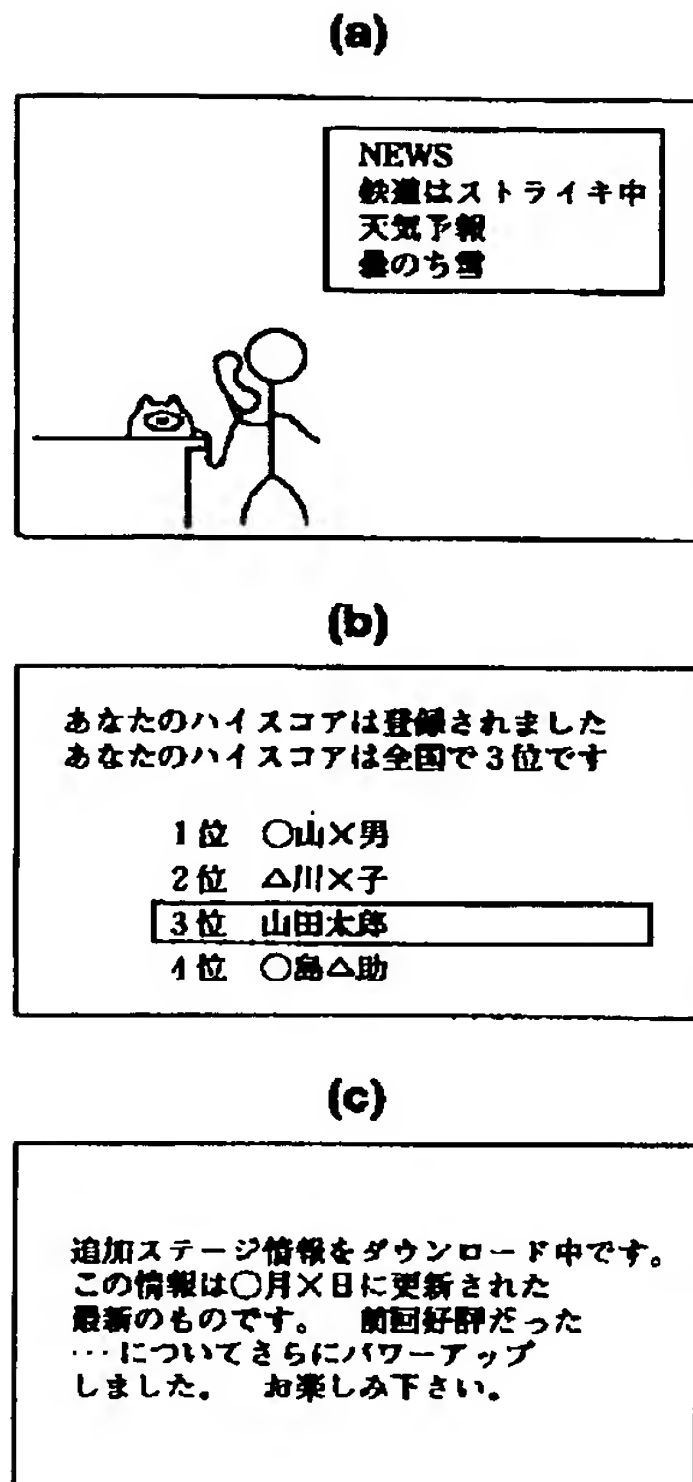 (a)
NEWS
鉄道はストライキ中
天気予報
曇のち雪
(b)
あなたのハイスコアは登録されました
あなたのハイスコアは全国で3位です
1位 ○山×男
2位 △川×子
3位 山田太郎
4位 ○島△助
(c)
追加ステージ情報をダウンロード中です。
この情報は○月×日に更新された
最新のものです。 前回好評だった
…についてさらにパワーアップ
しました。 お楽しみ下さい。